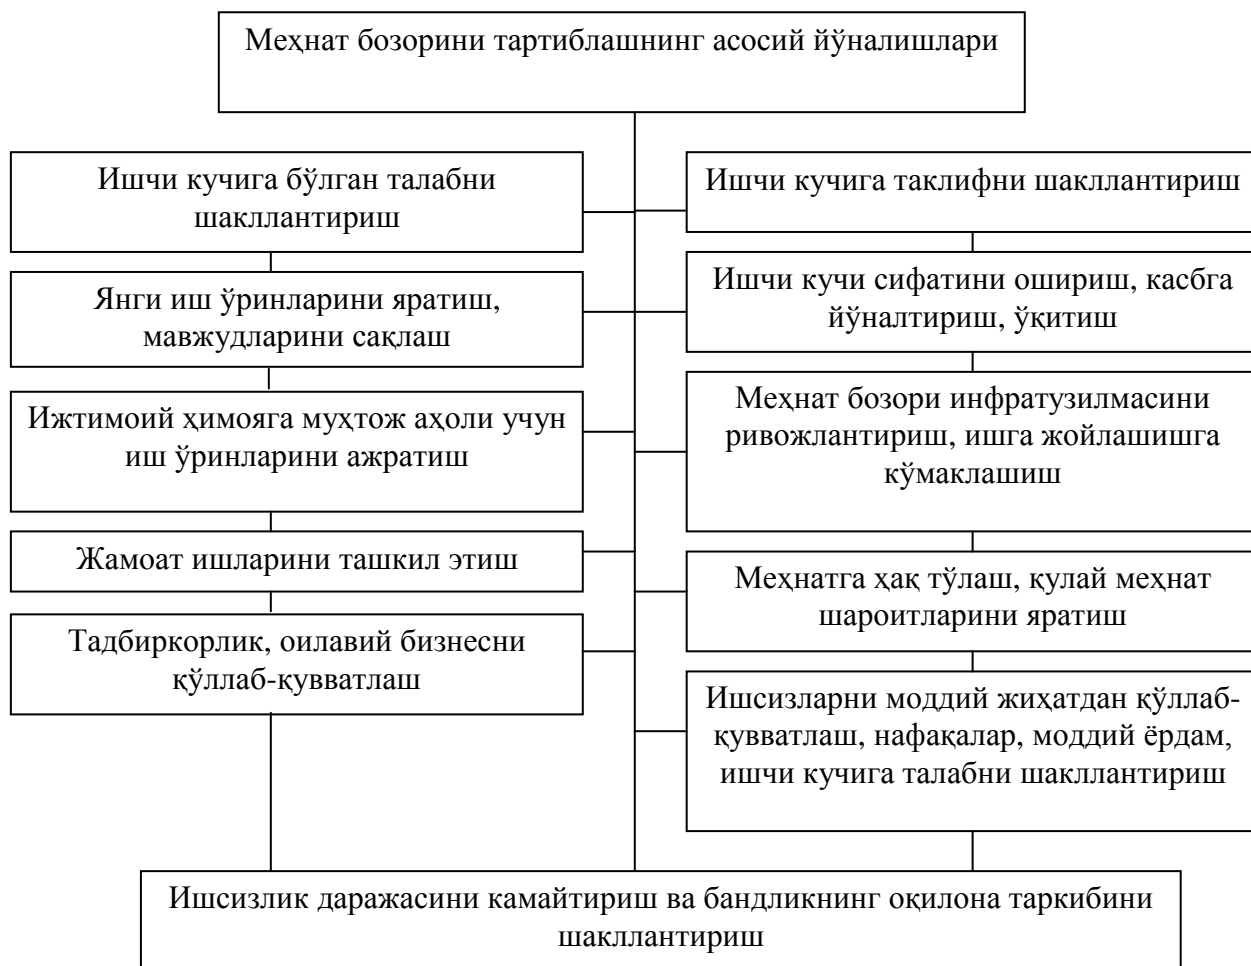 Меҳнат бозорини тартиблашнинг асосий йўналишлари
Ишчи кучига бўлган талабни
шакллантириш
Янги иш ўринларини яратиш,
мавжудларини сақлаш
Ижтимоий ҳимояга муҳтож аҳоли учун
иш ўринларини ажратиш
Жамоат ишларини ташкил этиш
Тадбиркорлик, оилавий бизнесни
қўллаб-қувватлаш
Ишчи кучига таклифни шакллантириш
Ишчи кучи сифатини ошириш, касбга
йўналтириш, ўқитиш
Меҳнат бозори инфратузилмасини
ривожлантириш, ишга жойлашишга
кўмаклашиш
Меҳнатга ҳақ тўлаш, қулай меҳнат
шароитларини яратиш
Ишсизларни моддий жиҳатдан қўллаб-
қувватлаш, нафақалар, моддий ёрдам,
ишчи кучига талабни шакллантириш
Ишсизлик даражасини камайтириш ва бандликнинг оқилона таркибини
шакллантириш